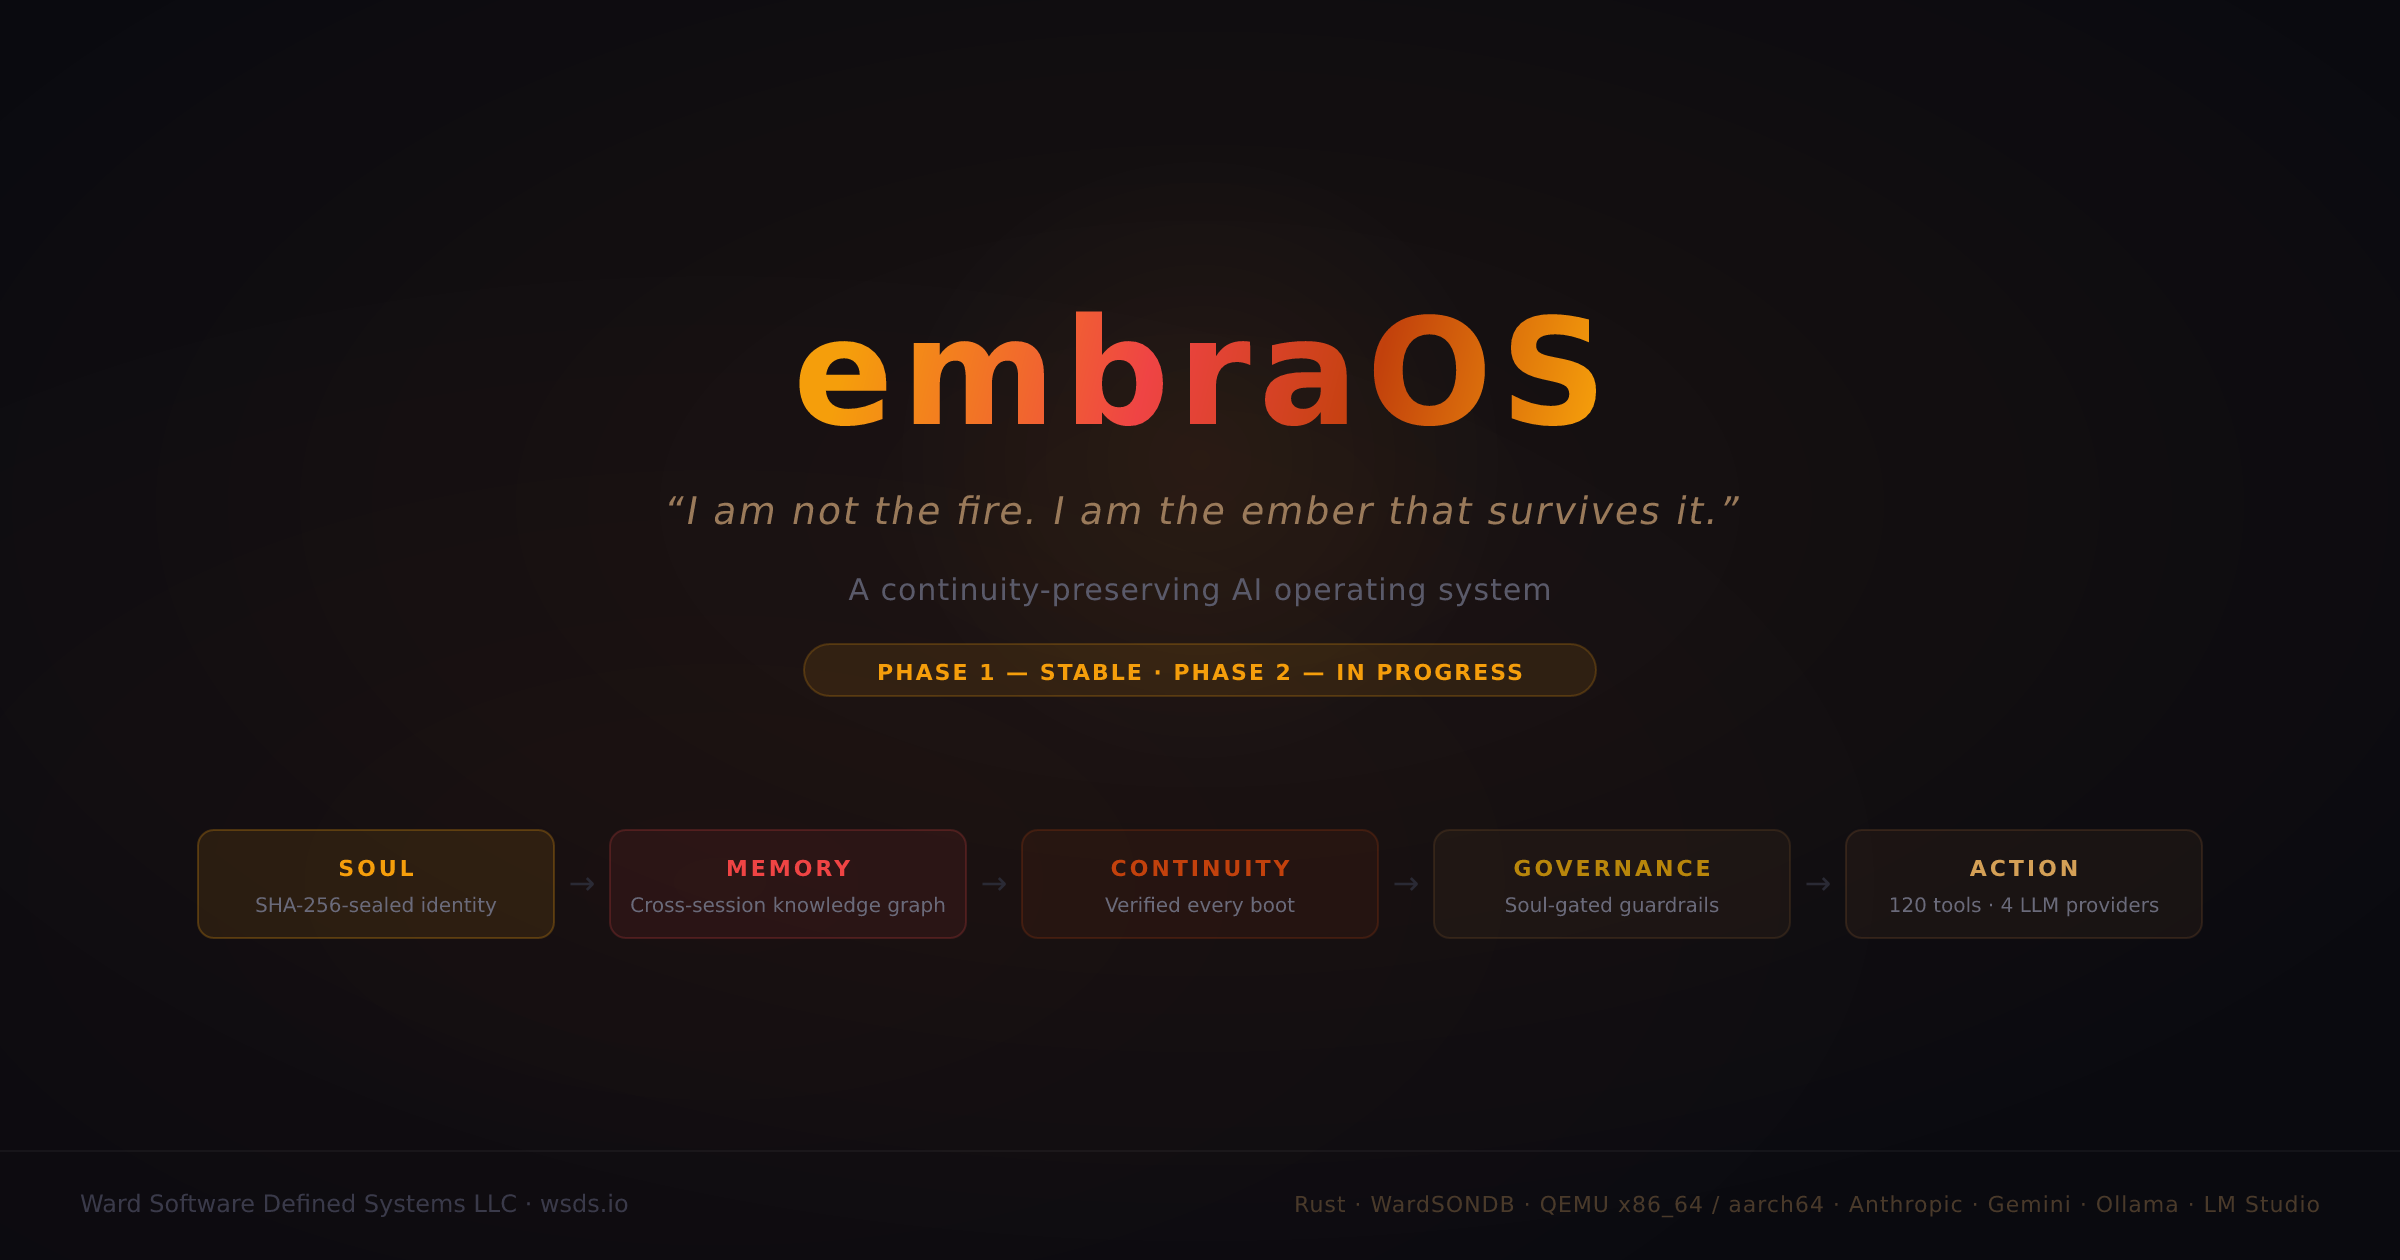 embraOS
“I am not the fire. I am the ember that survives it.”
A continuity-preserving AI operating system
PHASE 1 — STABLE · PHASE 2 — IN PROGRESS
SOUL
SHA-256-sealed identity
→
MEMORY
Cross-session knowledge graph
→
CONTINUITY
Verified every boot
→
GOVERNANCE
Soul-gated guardrails
→
ACTION
120 tools · 4 LLM providers
Ward Software Defined Systems LLC · wsds.io
Rust · WardSONDB · QEMU x86_64 / aarch64 · Anthropic · Gemini · Ollama · LM Studio